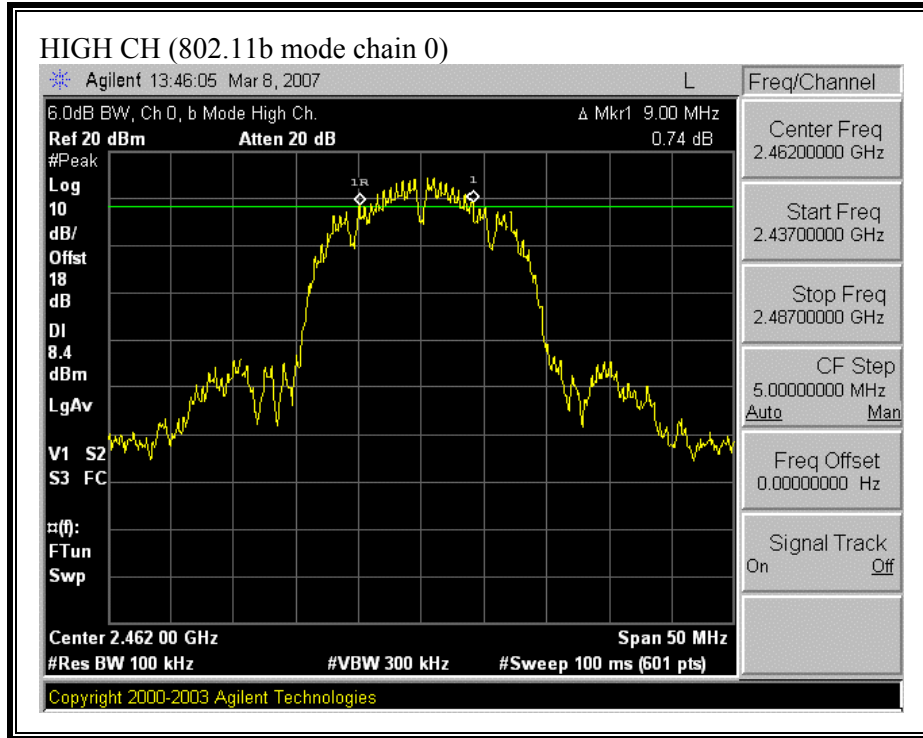 HIGH CH (802.11b mode chain 0)
Agilent 13:46:05 Mar 8, 2007 L
Freq/Channel
6.0dB BW, Ch 0, b Mode High Ch. Δ Mkr1 9.00 MHz
Ref 20 dBm Atten 20 dB 0.74 dB
#Peak
Log
10
dB/
Offst
18
dB
DI
8.4
dBm
LgAv
V1 S2
S3 FC
¤(f):
FTun
Swp
1R
1
Center 2.462 00 GHz Span 50 MHz
#Res BW 100 kHz #VBW 300 kHz #Sweep 100 ms (601 pts)
Copyright 2000-2003 Agilent Technologies
Center Freq
2.46200000 GHz
Start Freq
2.43700000 GHz
Stop Freq
2.48700000 GHz
CF Step
5.00000000 MHz
Auto Man
Freq Offset
0.00000000 Hz
Signal Track
On Off